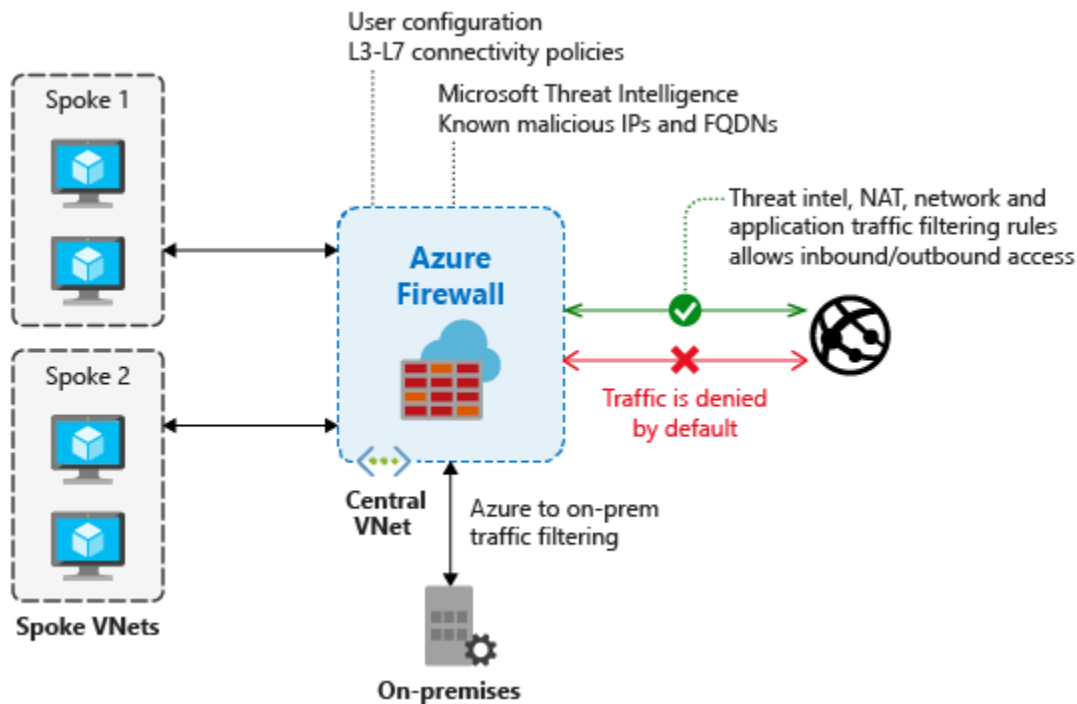 User configuration
L3-L7 connectivity policies
Microsoft Threat Intelligence
Known malicious IPs and FQDNs
Spoke 1
Threat intel, NAT, network and
application traffic filtering rules
allows inbound/outbound access
Azure
Firewall
Spoke 2
Traffic is denied
by default
Central
VNet
Azure to on-prem
traffic filtering
Spoke VNets
On-premises